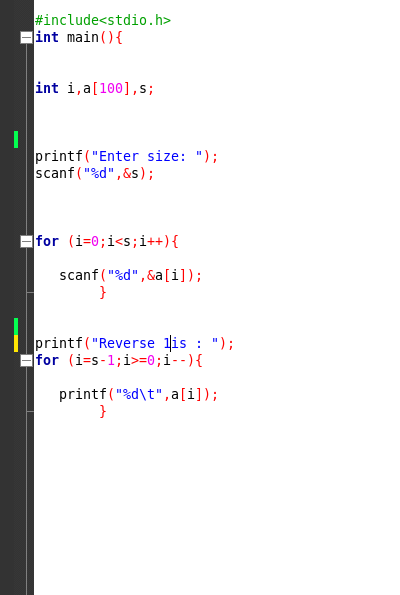 #include<stdio.h>
int main(){
int i,a[100],s;
printf("Enter size: ");
scanf("%d",&s);
for (i=0;i<s;i++){
scanf("%d",&a[i]);
}
printf("Reverse 1is : ");
for (i=s-1;i>=0;i--){
printf("%d\t",a[i]);
}